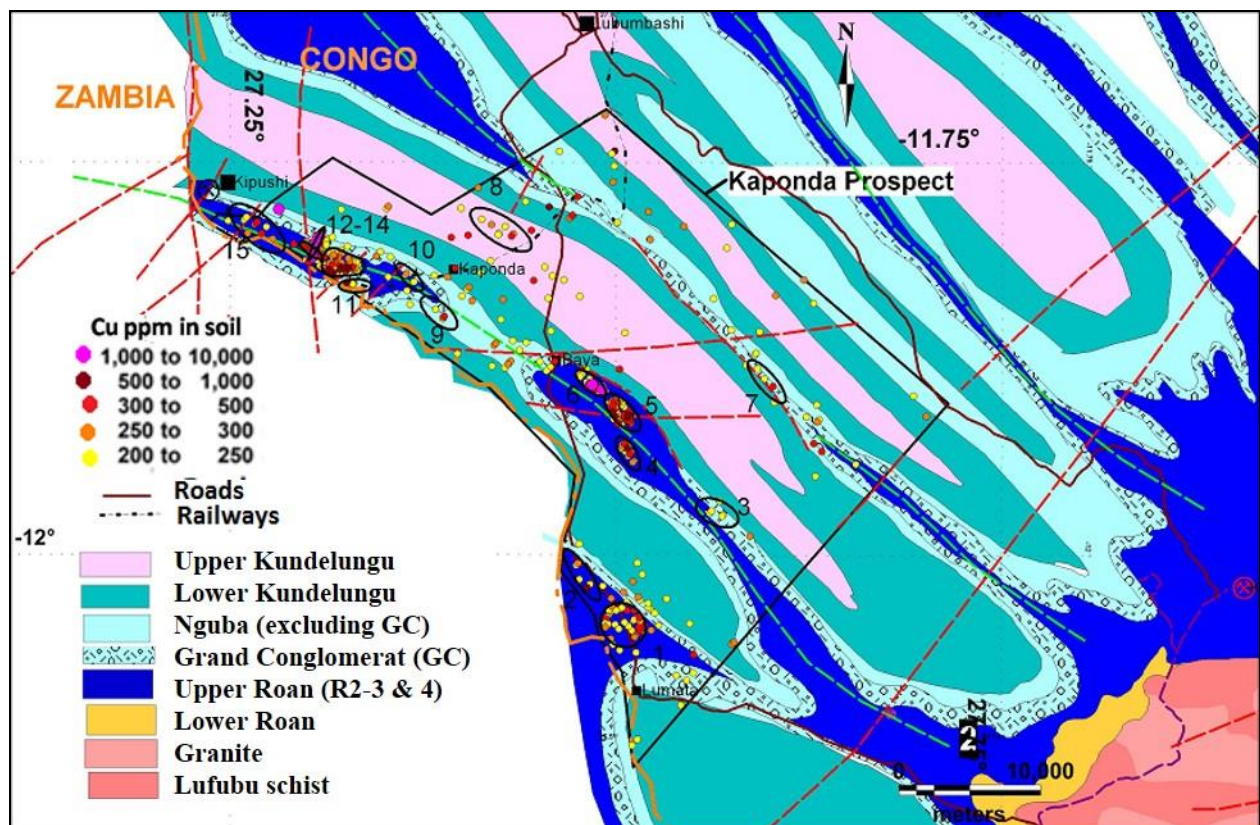 Lubumbashi
N
CONGO
ZAMBIA
27.25°
-11.75°
Kaponda Prospect
Kipushi
8
12-14
15
10
Kaponda
11
9
Cu ppm in soil
1,000 to 10,000
500 to 1,000
300 to 500
250 to 300
200 to 250
Roads
Railways
Baya
6
5
7
4
3
-12°
2
1
Lumata
Upper Kundelungu
Lower Kundelungu
Nguba (excluding GC)
Grand Conglomerat (GC)
Upper Roan (R2-3 & 4)
Lower Roan
Granite
Lufubu schist
27.75°
0 10,000
meters